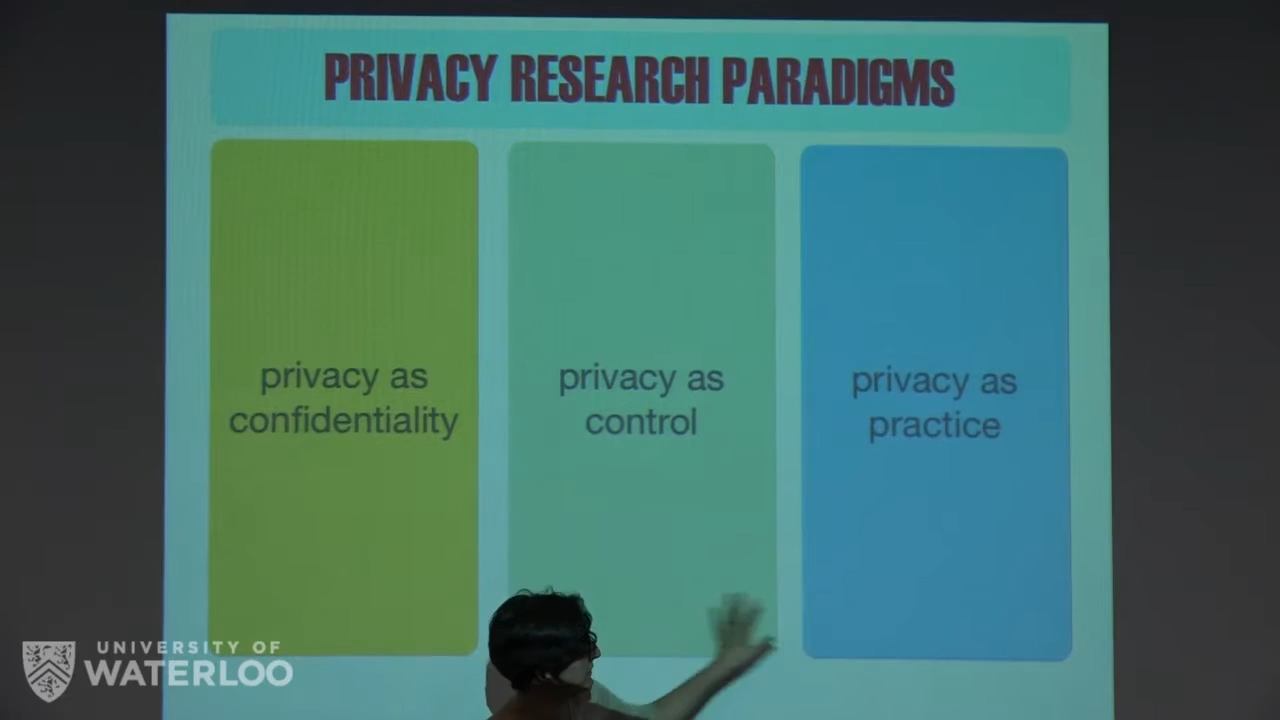 PRIVACY RESEARCH PARADIGMS
privacy as
confidentiality
privacy as
control
privacy as
practice
UNIVERSITY OF
WATERLOO